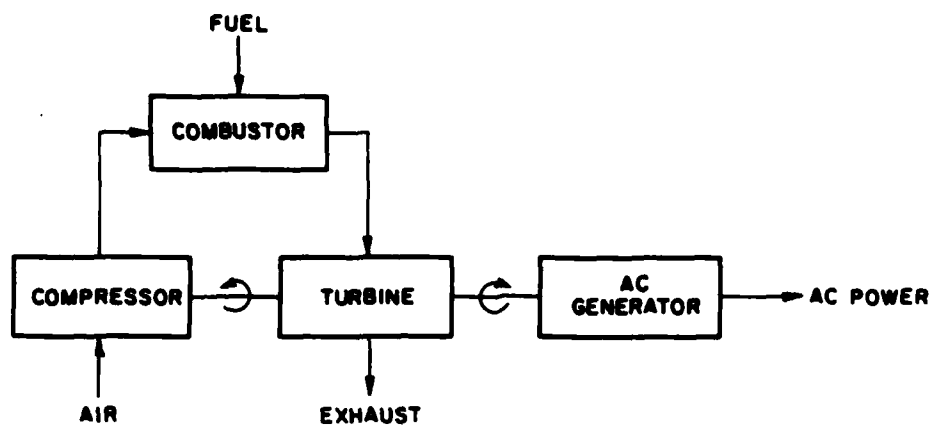 FUEL
COMBUSTOR
COMPRESSOR
TURBINE
AC
GENERATOR
AC POWER
AIR
EXHAUST